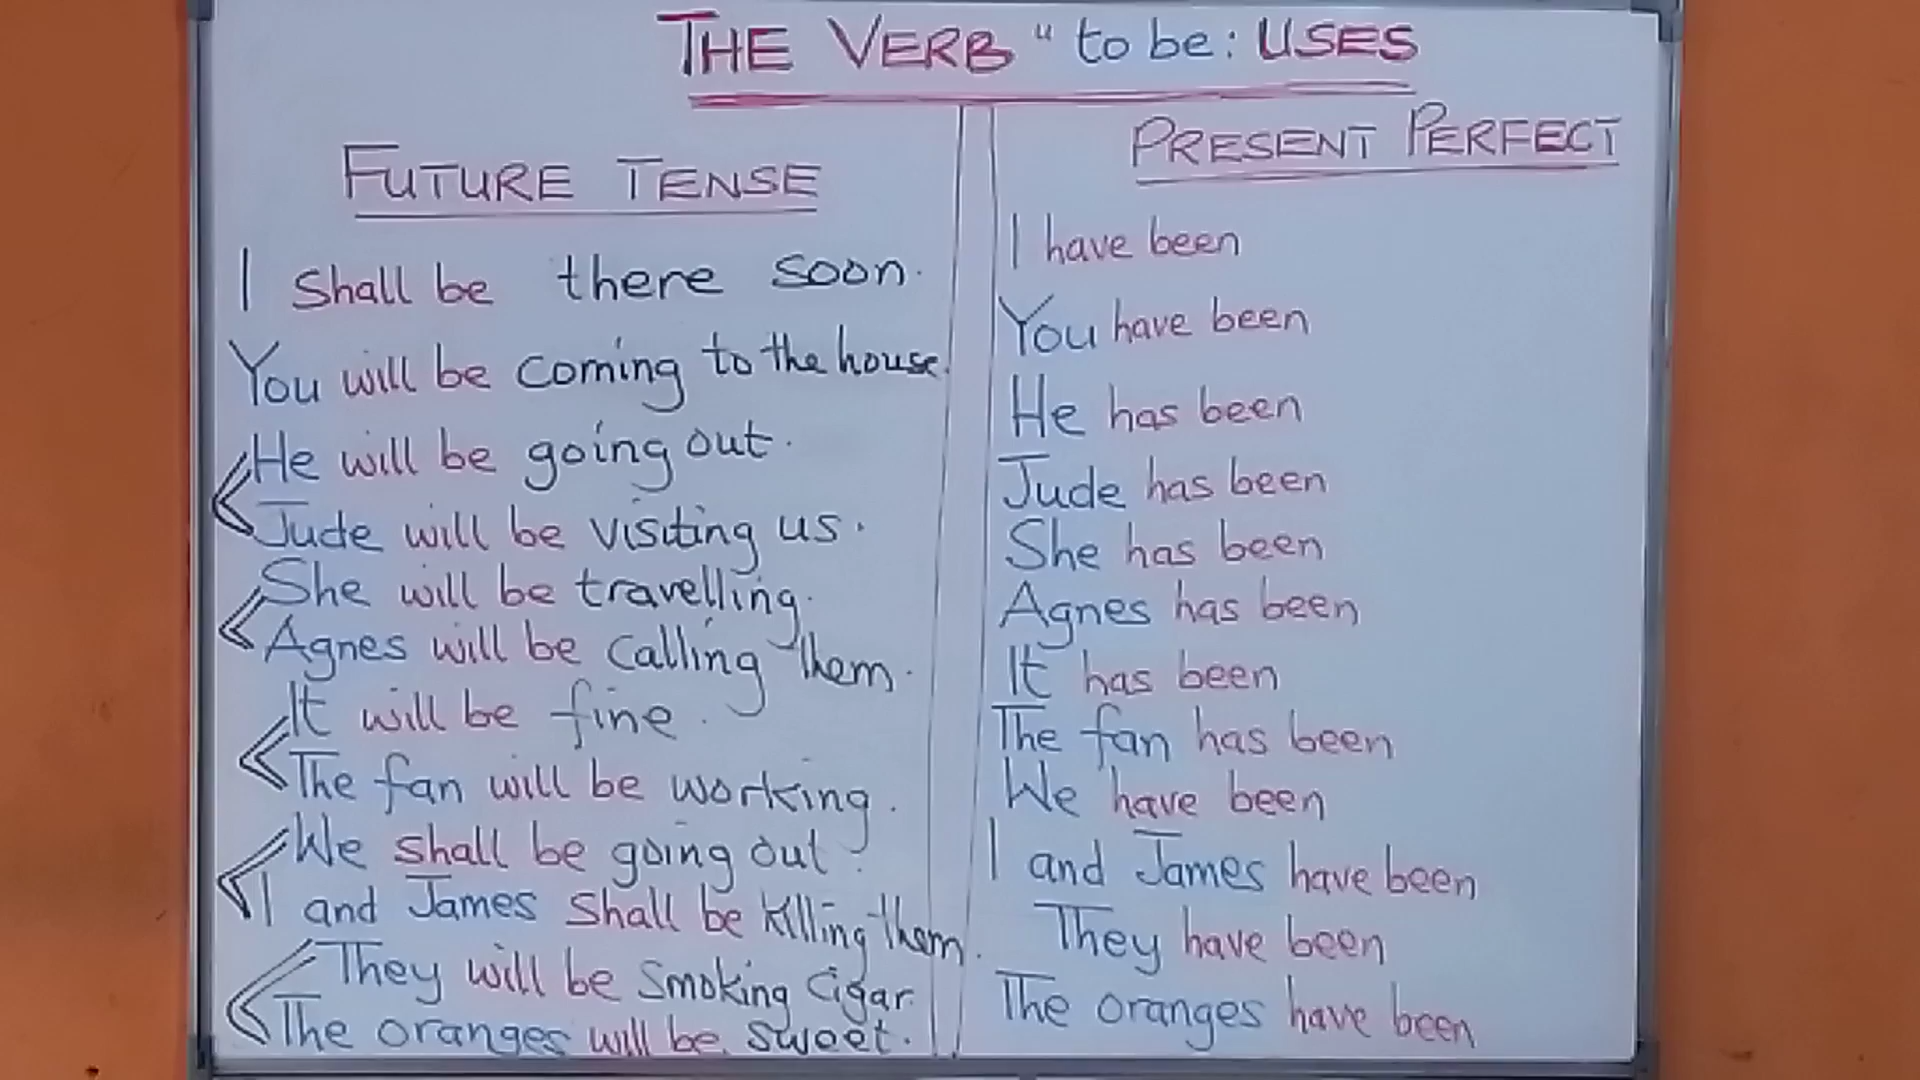 THE VERB " to be: USES
FUTURE TENSE
I shall be there soon.
You will be coming to the house.
He will be going out.
Jude will be visiting us.
She will be travelling.
Agnes will be calling them.
It will be fine.
The fan will be working.
We shall be going out.
I and James shall be killing them.
They will be smoking cigar.
The oranges will be sweet.
PRESENT PERFECT
I have been
You have been
He has been
Jude has been
She has been
Agnes has been
It has been
The fan has been
We have been
I and James have been
They have been
The oranges have been